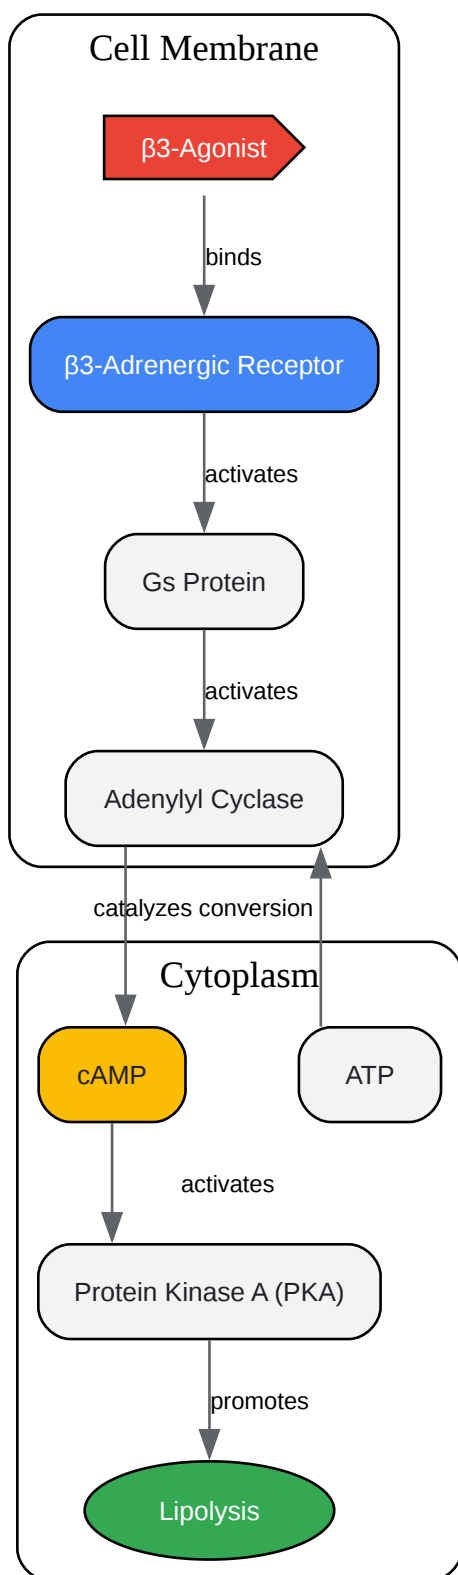 Cell Membrane
β3-Agonist
binds
β3-Adrenergic Receptor
activates
Gs Protein
activates
Adenylyl Cyclase
catalyzes conversion
Cytoplasm
cAMP
ATP
activates
Protein Kinase A (PKA)
promotes
Lipolysis